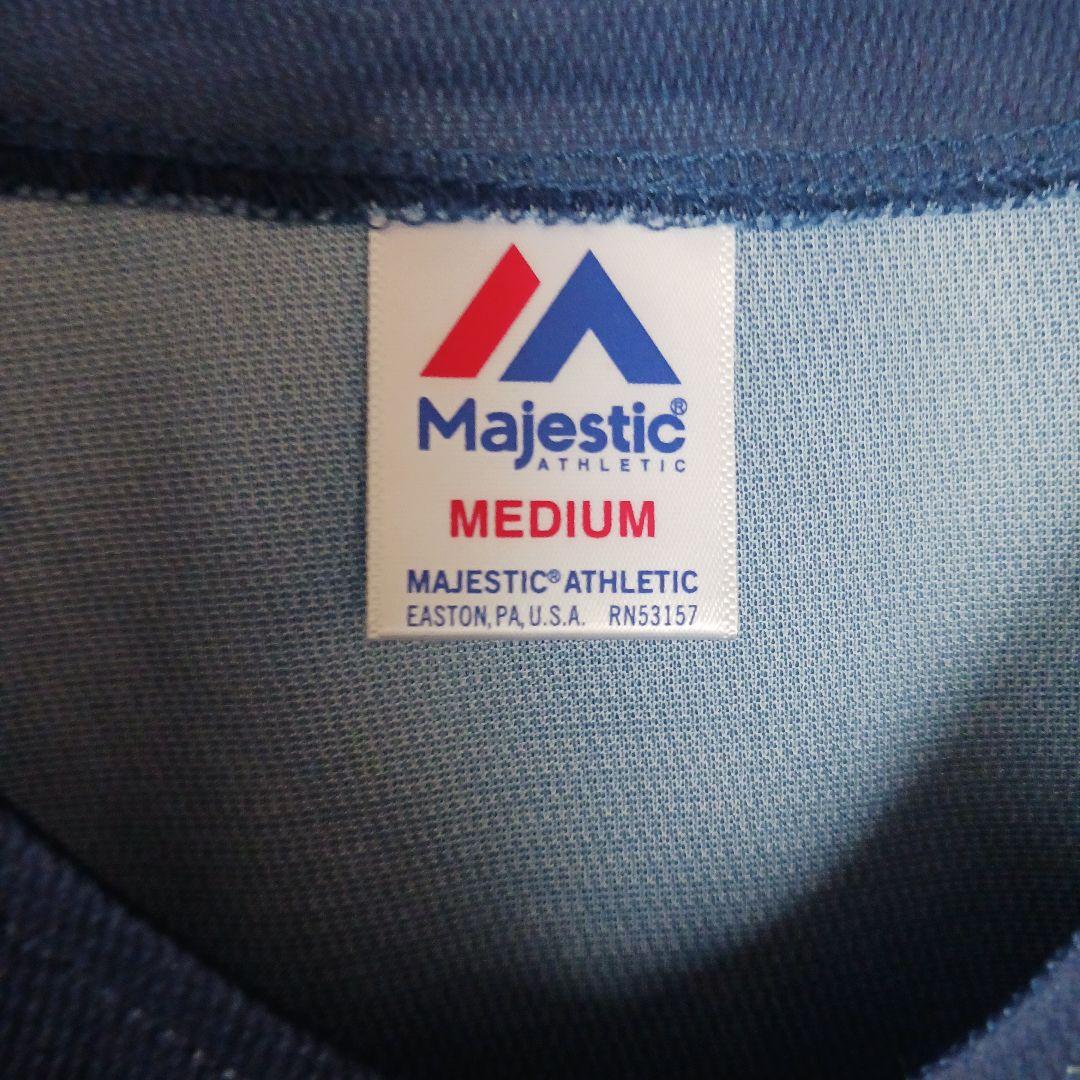 Majestic®
ATHLETIC
MEDIUM
MAJESTIC® ATHLETIC
EASTON, PA, U.S.A. RN53157